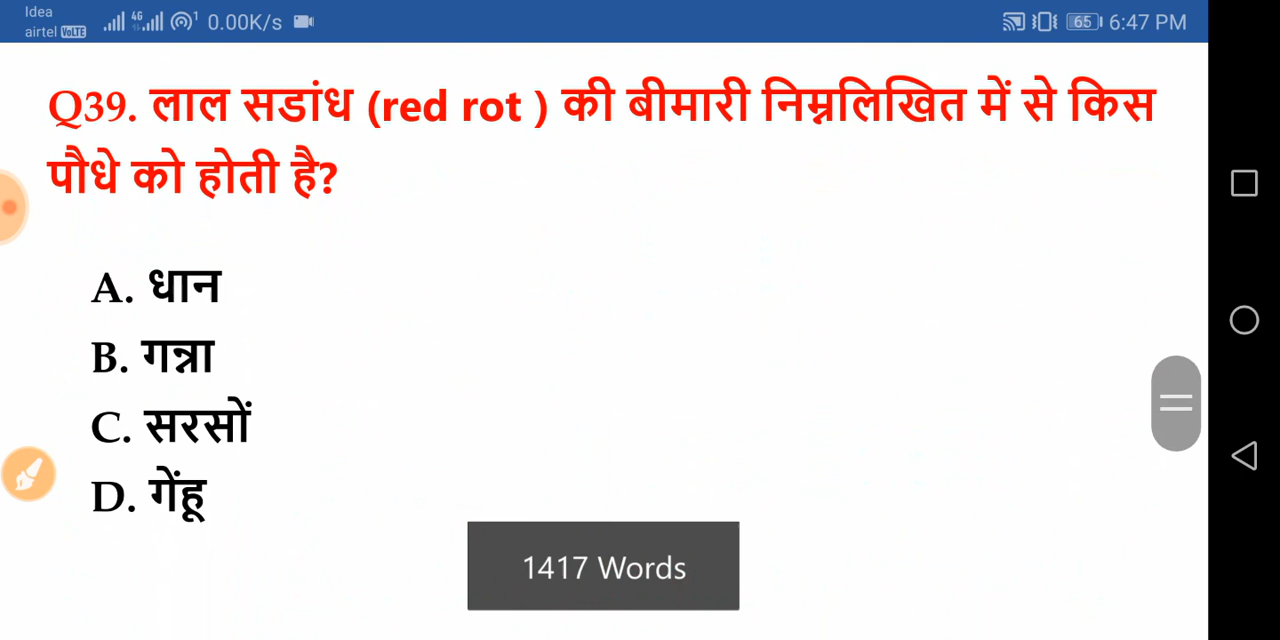 Idea
airtel VoLTE 4G 1 0.00K/s 65 6:47 PM
Q39. लाल सडांध (red rot ) की बीमारी निम्नलिखित में से किस
पौधे को होती है?
A. धान
B. गन्ना
C. सरसों
D. गेंहू
1417 Words